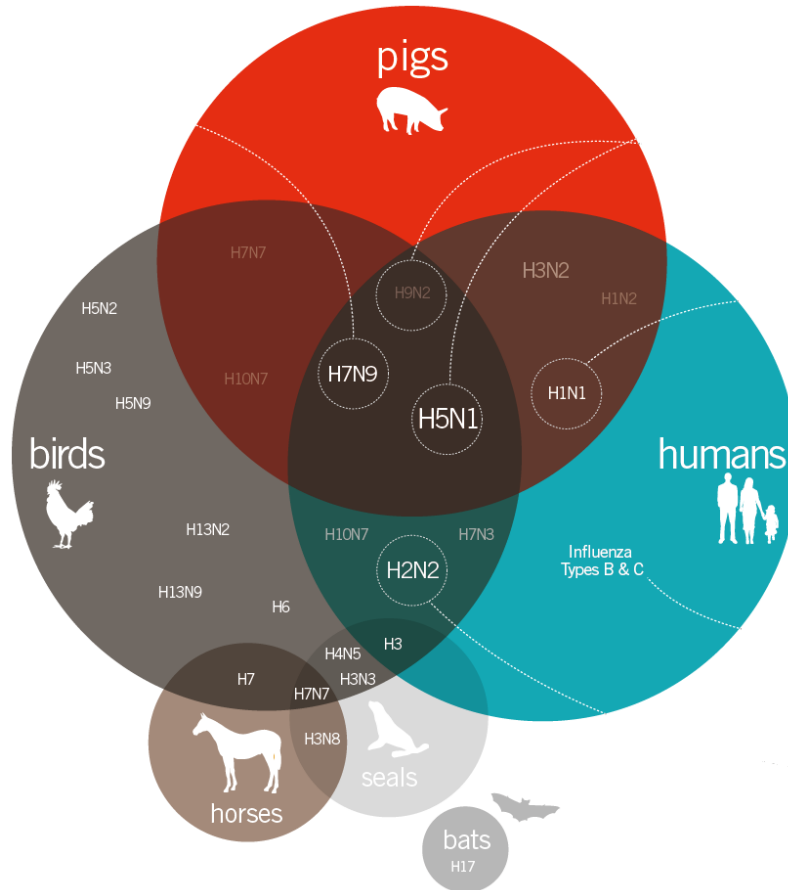 pigs
H7N7
H3N2
H9N2
H1N2
H5N2
H5N3
H10N7
H7N9
H5N9
H1N1
H5N1
birds
humans
H13N2
H10N7
H7N3
Influenza
Types B & C
H2N2
H13N9
H6
H3
H4N5
H7
H3N3
H7N7
H3N8
seals
horses
bats
H17